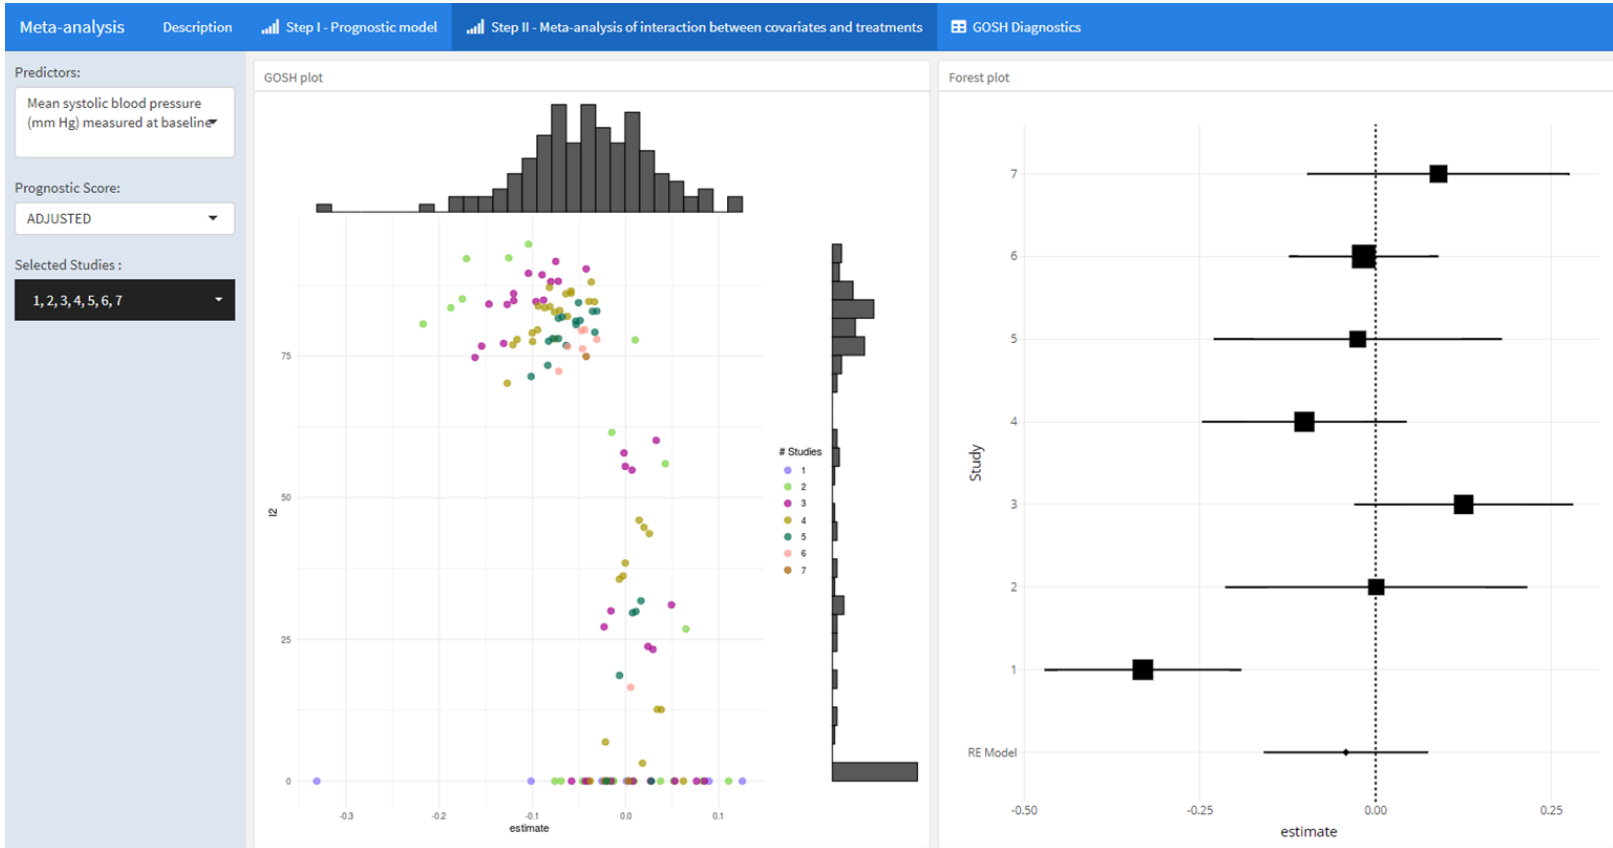 Meta-analysis
Description
Step I - Prognostic model
Step II - Meta-analysis of interaction between covariates and treatments
GOSH Diagnostics
Predictors:
Mean systolic blood pressure
(mm Hg) measured at baseline
Prognostic Score:
ADJUSTED
Selected Studies :
1, 2, 3, 4, 5, 6, 7
GOSH plot
75
50
25
0
I2
-0.3
-0.2
-0.1
0.0
0.1
estimate
# Studies
1
2
3
4
5
6
7
Forest plot
7
6
5
4
3
2
1
RE Model
Study
-0.50
-0.25
0.00
0.25
estimate